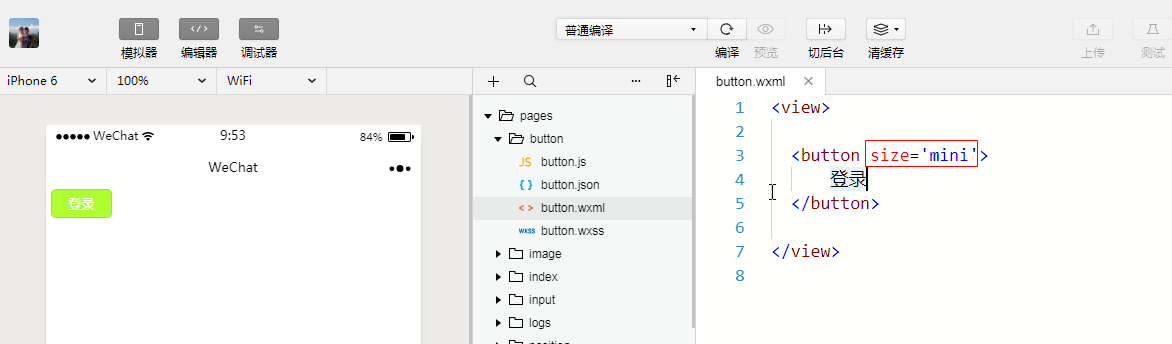 普通编译
模拟器 编辑器 调试器 编译 预览 切后台 清缓存 上传 测试
iPhone 6 100% WiFi
button.wxml
WeChat 9:53 84%
WeChat
登录
pages
button
JS button.js
{ } button.json
< > button.wxml
wxss button.wxss
image
index
input
logs
1 <view>
2
3 <button size='mini'>
4 登录
5 </button>
6
7 </view>
8